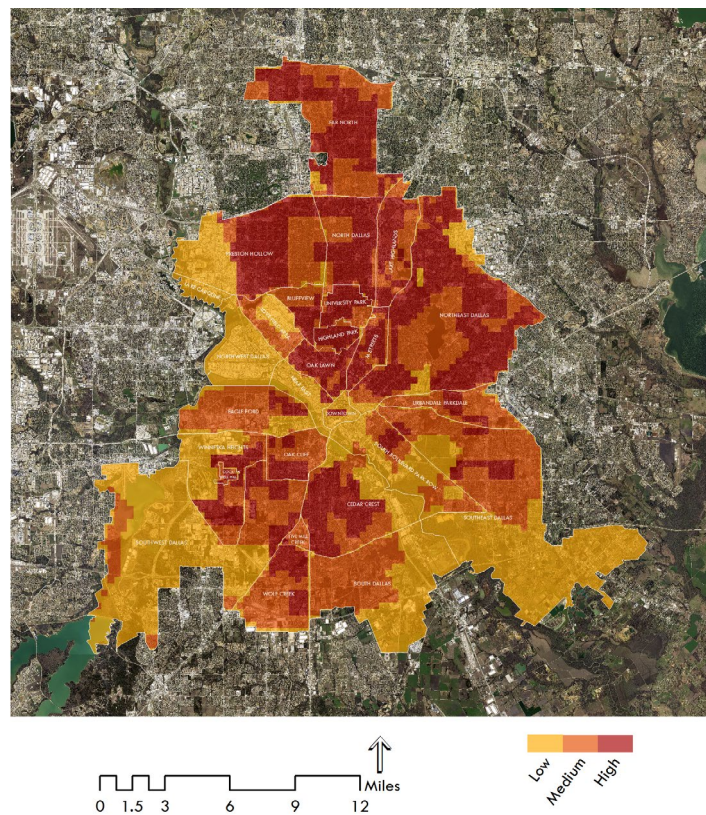 FAR NORTH
NORTH DALLAS
PRESTON HOLLOW
LAKE HIGHLANDS
BLUFFVIEW
UNIVERSITY PARK
NORTHEAST DALLAS
HIGHLAND PARK
NORTHWEST DALLAS
OAK LAWN
EAGLE FORD
DOWNTOWN
URBANDALE PARKDALE
OAK CLIFF
CEDAR CREST
SOUTHEAST DALLAS
SOUTHWEST DALLAS
WOLF CREEK
SOUTH DALLAS
Miles
0 1.5 3 6 9 12
Low
Medium
High